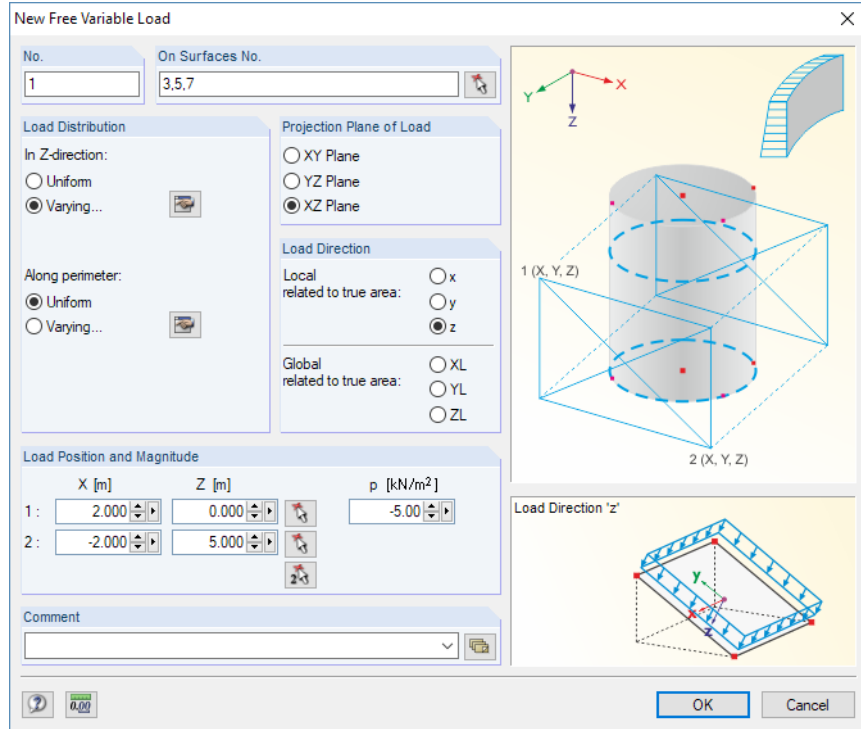 New Free Variable Load
No.
1
On Surfaces No.
3,5,7
Load Distribution
In Z-direction:
Uniform
Varying...
Along perimeter:
Uniform
Varying...
Projection Plane of Load
XY Plane
YZ Plane
XZ Plane
Load Direction
Local
related to true area:
x
y
z
Global
related to true area:
XL
YL
ZL
Load Position and Magnitude
X [m] Z [m] p [kN/m²]
1 : 2.000 0.000 -5.00
2 : -2.000 5.000
2
Comment
X
Y
Z
1 (X, Y, Z)
2 (X, Y, Z)
Load Direction 'z'
y
x
z
0.00
OK Cancel